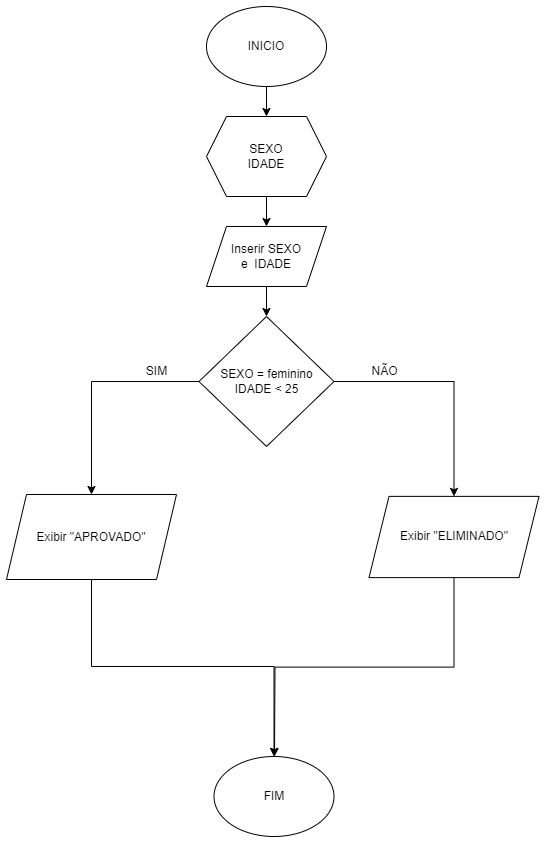 INICIO
SEXO
IDADE
Inserir SEXO
e IDADE
SEXO = feminino
IDADE < 25
SIM
NÃO
Exibir "APROVADO"
Exibir "ELIMINADO"
FIM